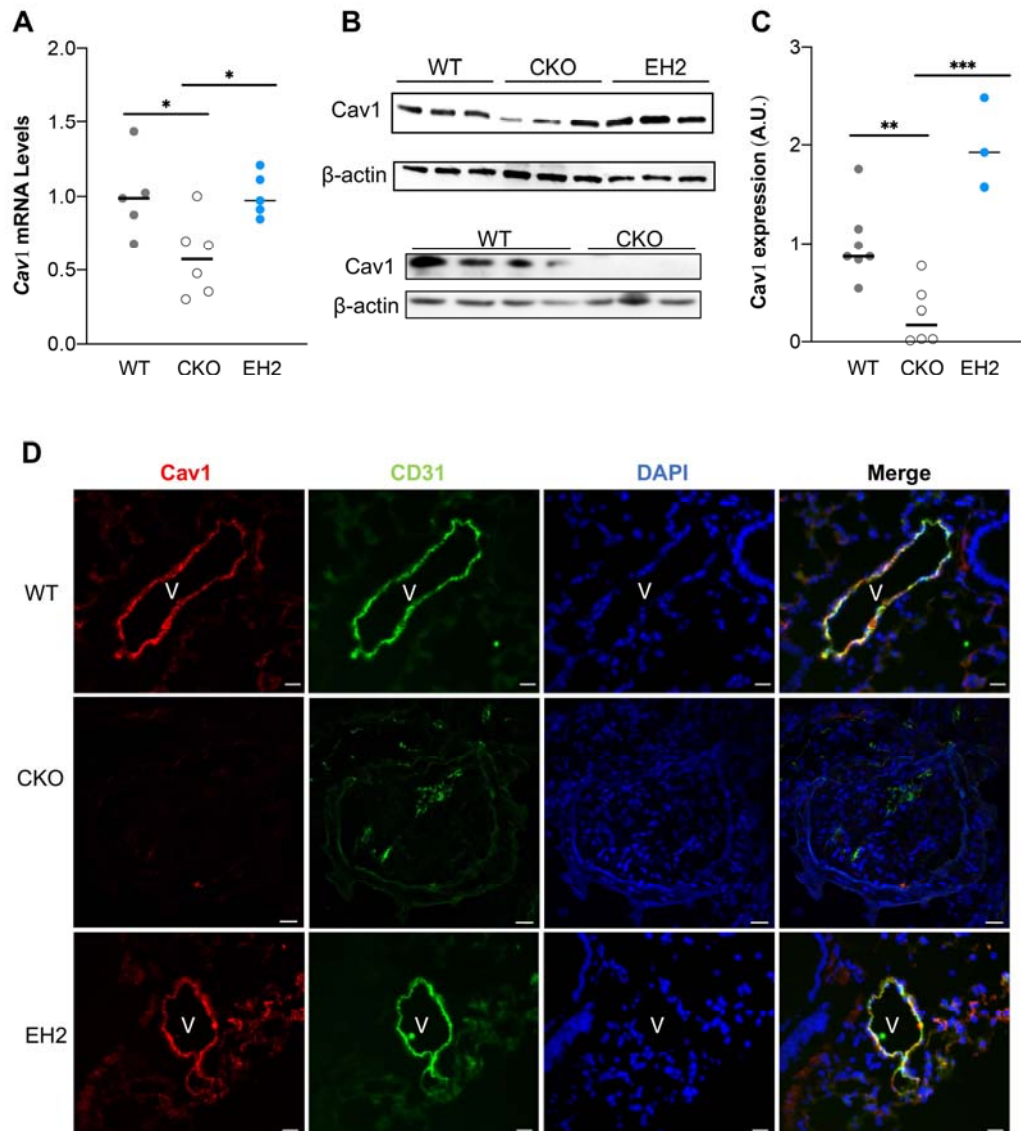 A
Cav1 mRNA Levels
2.0
1.5
1.0
0.5
0.0
*
*
WT CKO EH2
B
WT CKO EH2
Cav1
β-actin
WT CKO
Cav1
β-actin
C
Cav1 expression (A.U.)
3
2
1
0
**
***
WT CKO EH2
D
Cav1 CD31 DAPI Merge
WT
V V V V
CKO
EH2
V V V V